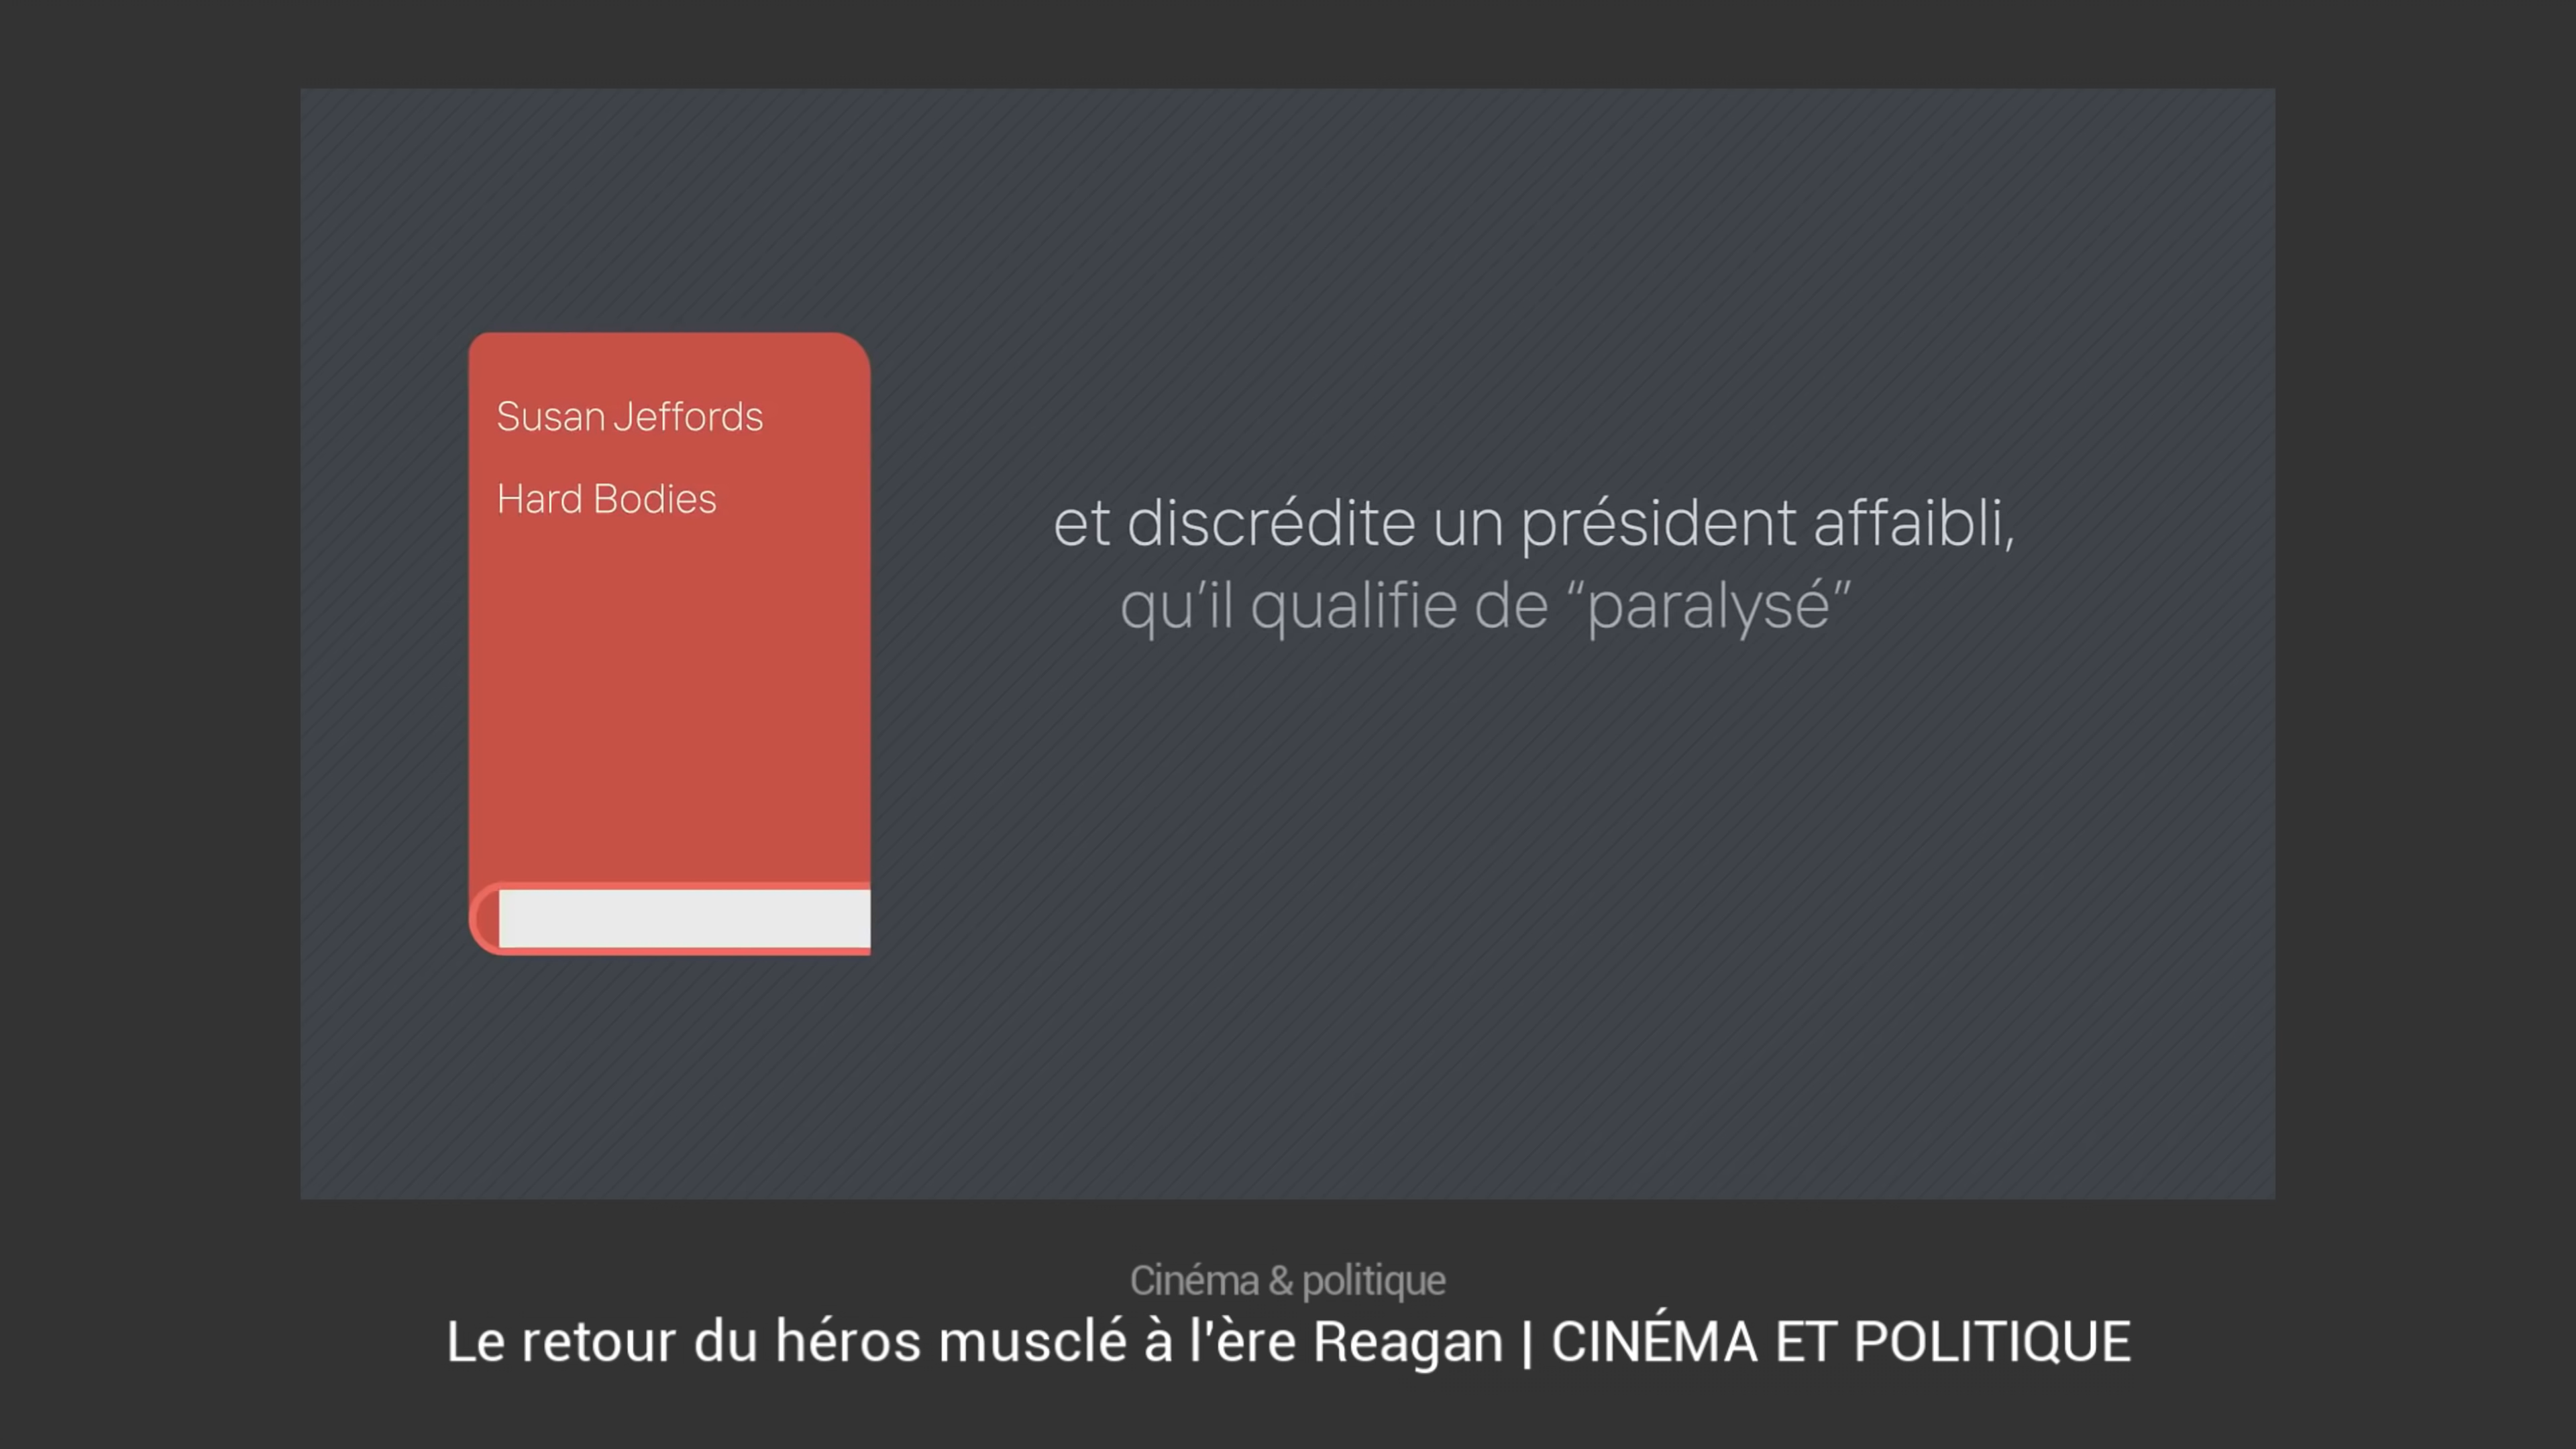 Susan Jeffords
Hard Bodies
et discrédite un président affaibli,
qu’il qualifie de “paralysé”
Cinéma & politique
Le retour du héros musclé à l'ère Reagan | CINÉMA ET POLITIQUE